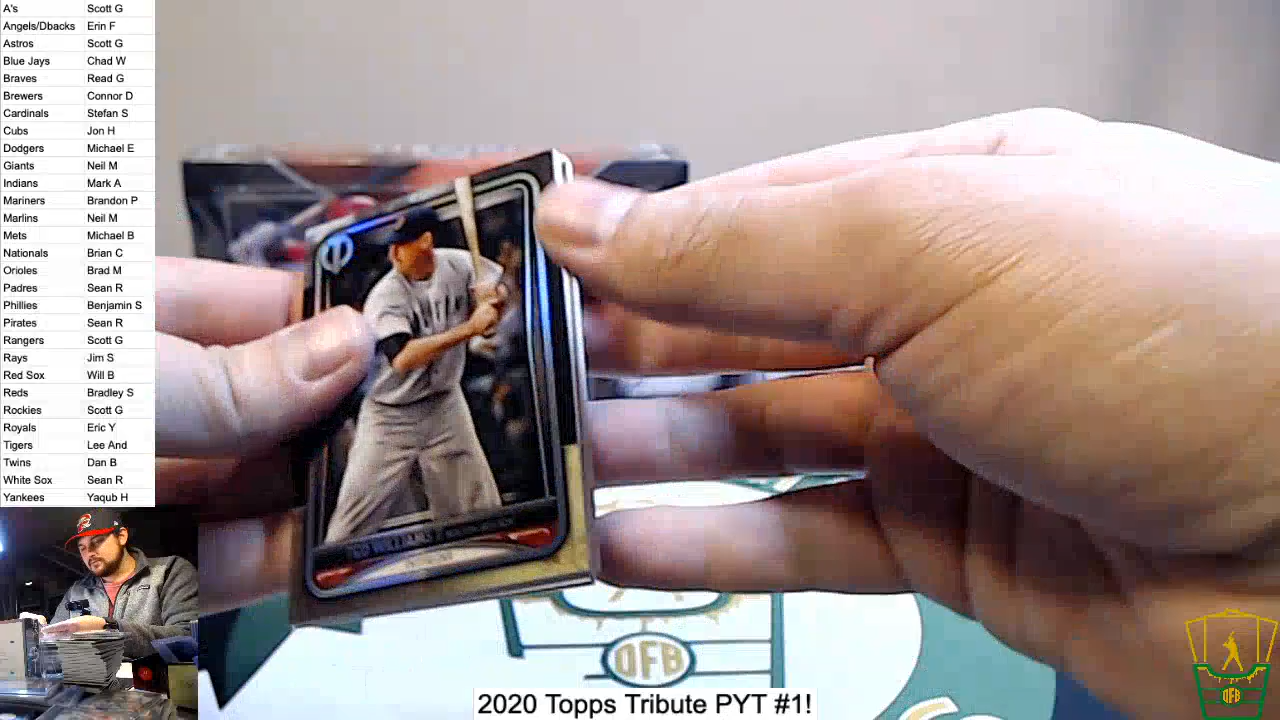 A's Scott G
Angels/Dbacks Erin F
Astros Scott G
Blue Jays Chad W
Braves Read G
Brewers Connor D
Cardinals Stefan S
Cubs Jon H
Dodgers Michael E
Giants Neil M
Indians Mark A
Mariners Brandon P
Marlins Neil M
Mets Michael B
Nationals Brian C
Orioles Brad M
Padres Sean R
Phillies Benjamin S
Pirates Sean R
Rangers Scott G
Rays Jim S
Red Sox Will B
Reds Bradley S
Rockies Scott G
Royals Eric Y
Tigers Lee And
Twins Dan B
White Sox Sean R
Yankees Yaqub H
TED WILLIAMS
OFB
2020 Topps Tribute PYT #1!
OFB